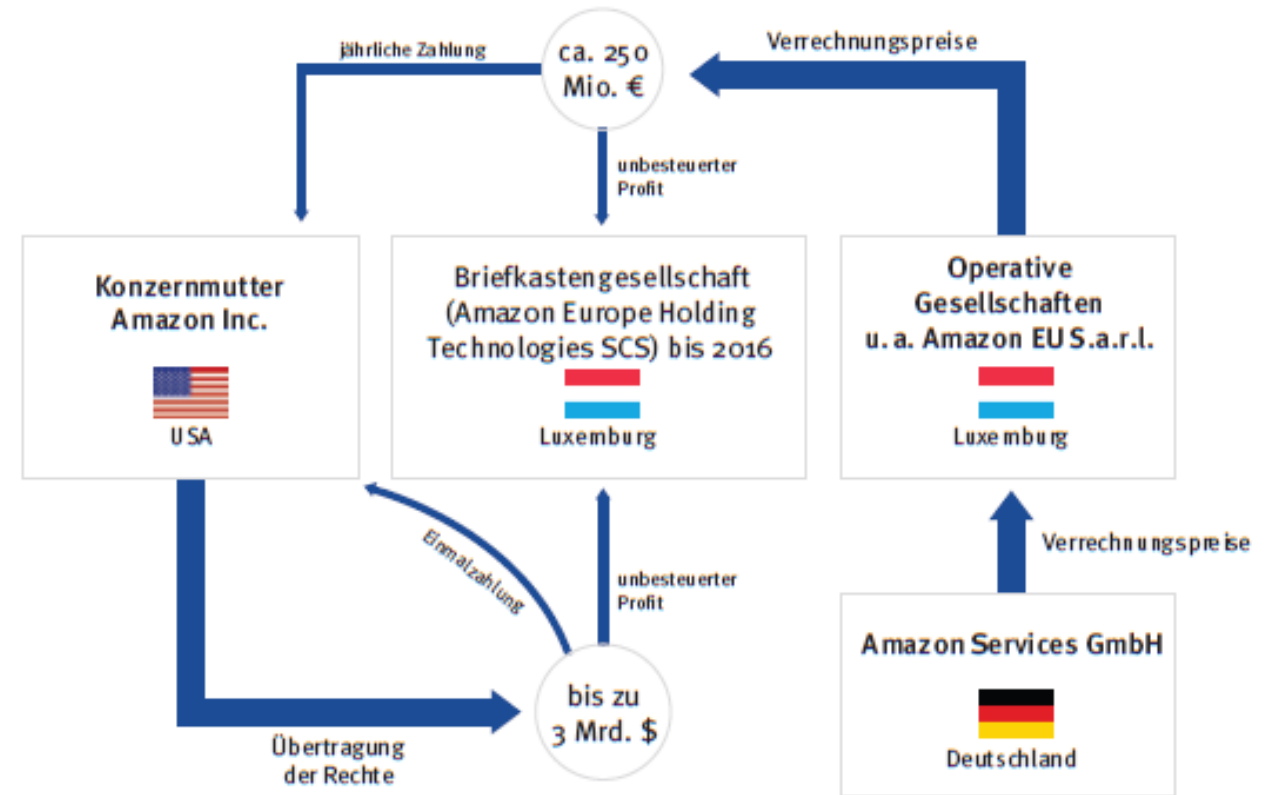 jährliche Zahlung
ca. 250
Mio. €
Verrechnungspreise
unbesteuerter
Profit
Konzernmutter
Amazon Inc.
USA
Briefkastengesellschaft
(Amazon Europe Holding
Technologies SCS) bis 2016
Luxemburg
Operative
Gesellschaften
u. a. Amazon EU S.a.r.l.
Luxemburg
Einmalzahlung
unbesteuerter
Profit
Verrechnungspreise
Übertragung
der Rechte
bis zu
3 Mrd. $
Amazon Services GmbH
Deutschland